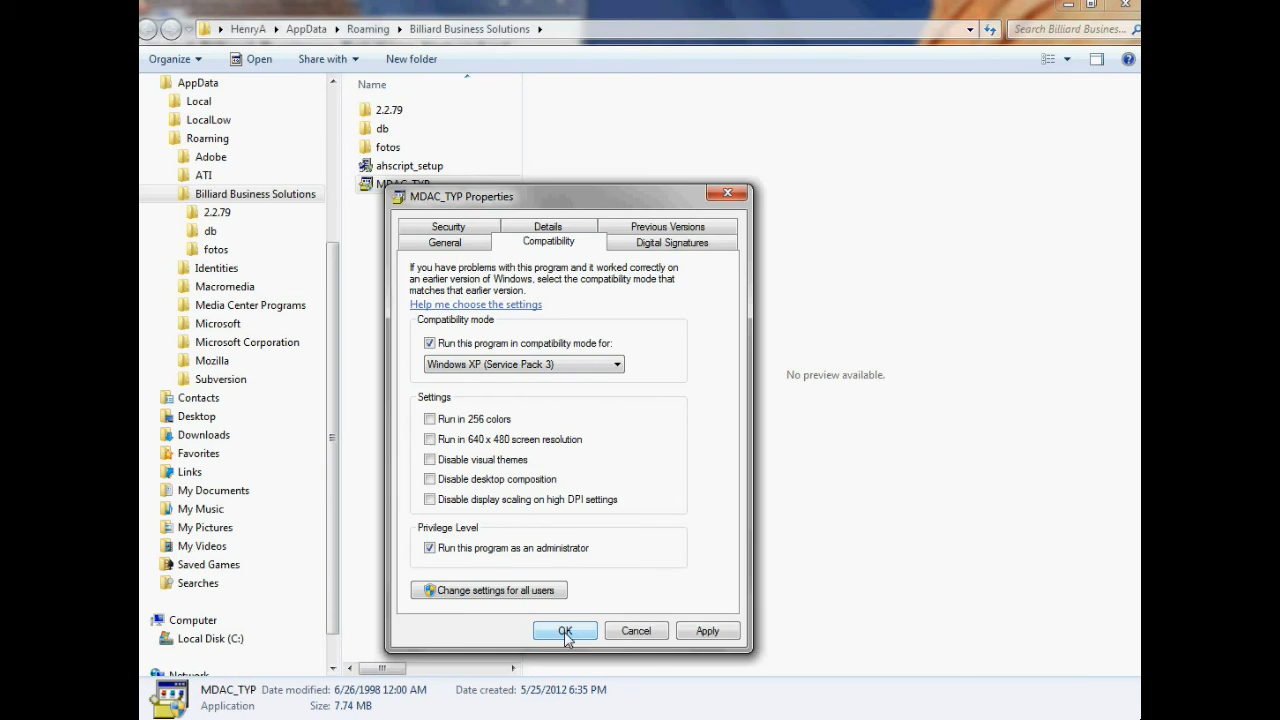 HenryA AppData Roaming Billiard Business Solutions Search Billiard Busines...
Organize Open Share with New folder
AppData
Local
LocalLow
Roaming
Adobe
ATI
Billiard Business Solutions
2.2.79
db
fotos
Identities
Macromedia
Media Center Programs
Microsoft
Microsoft Corporation
Mozilla
Subversion
Contacts
Desktop
Downloads
Favorites
Links
My Documents
My Music
My Pictures
My Videos
Saved Games
Searches
Computer
Local Disk (C:)
Network
Name
2.2.79
db
fotos
ahscript_setup
MDAC_TYP
MDAC_TYP Properties
Security Details Previous Versions
General Compatibility Digital Signatures
If you have problems with this program and it worked correctly on
an earlier version of Windows, select the compatibility mode that
matches that earlier version.
Help me choose the settings
Compatibility mode
Run this program in compatibility mode for:
Windows XP (Service Pack 3)
Settings
Run in 256 colors
Run in 640 x 480 screen resolution
Disable visual themes
Disable desktop composition
Disable display scaling on high DPI settings
Privilege Level
Run this program as an administrator
Change settings for all users
OK Cancel Apply
No preview available.
MDAC_TYP Date modified: 6/26/1998 12:00 AM Date created: 5/25/2012 6:35 PM
Application Size: 7.74 MB